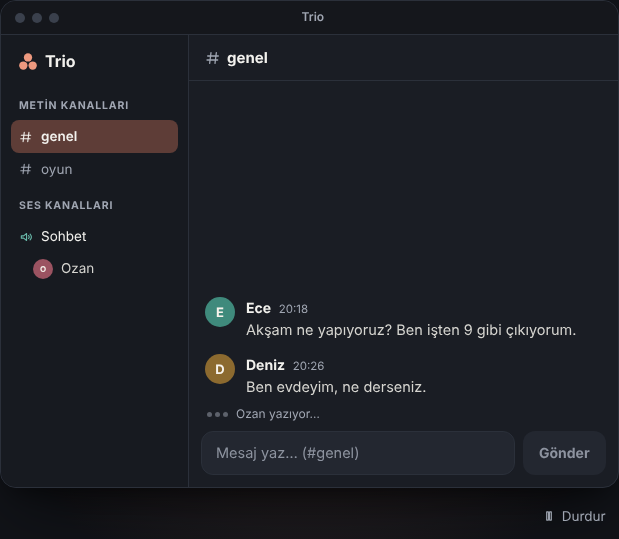 Trio
Trio
METİN KANALLARI
# genel
# oyun
SES KANALLARI
Sohbet
O Ozan
# genel
E Ece 20:18
Akşam ne yapıyoruz? Ben işten 9 gibi çıkıyorum.
D Deniz 20:26
Ben evdeyim, ne derseniz.
Ozan yazıyor...
Mesaj yaz... (#genel)
Gönder
Durdur